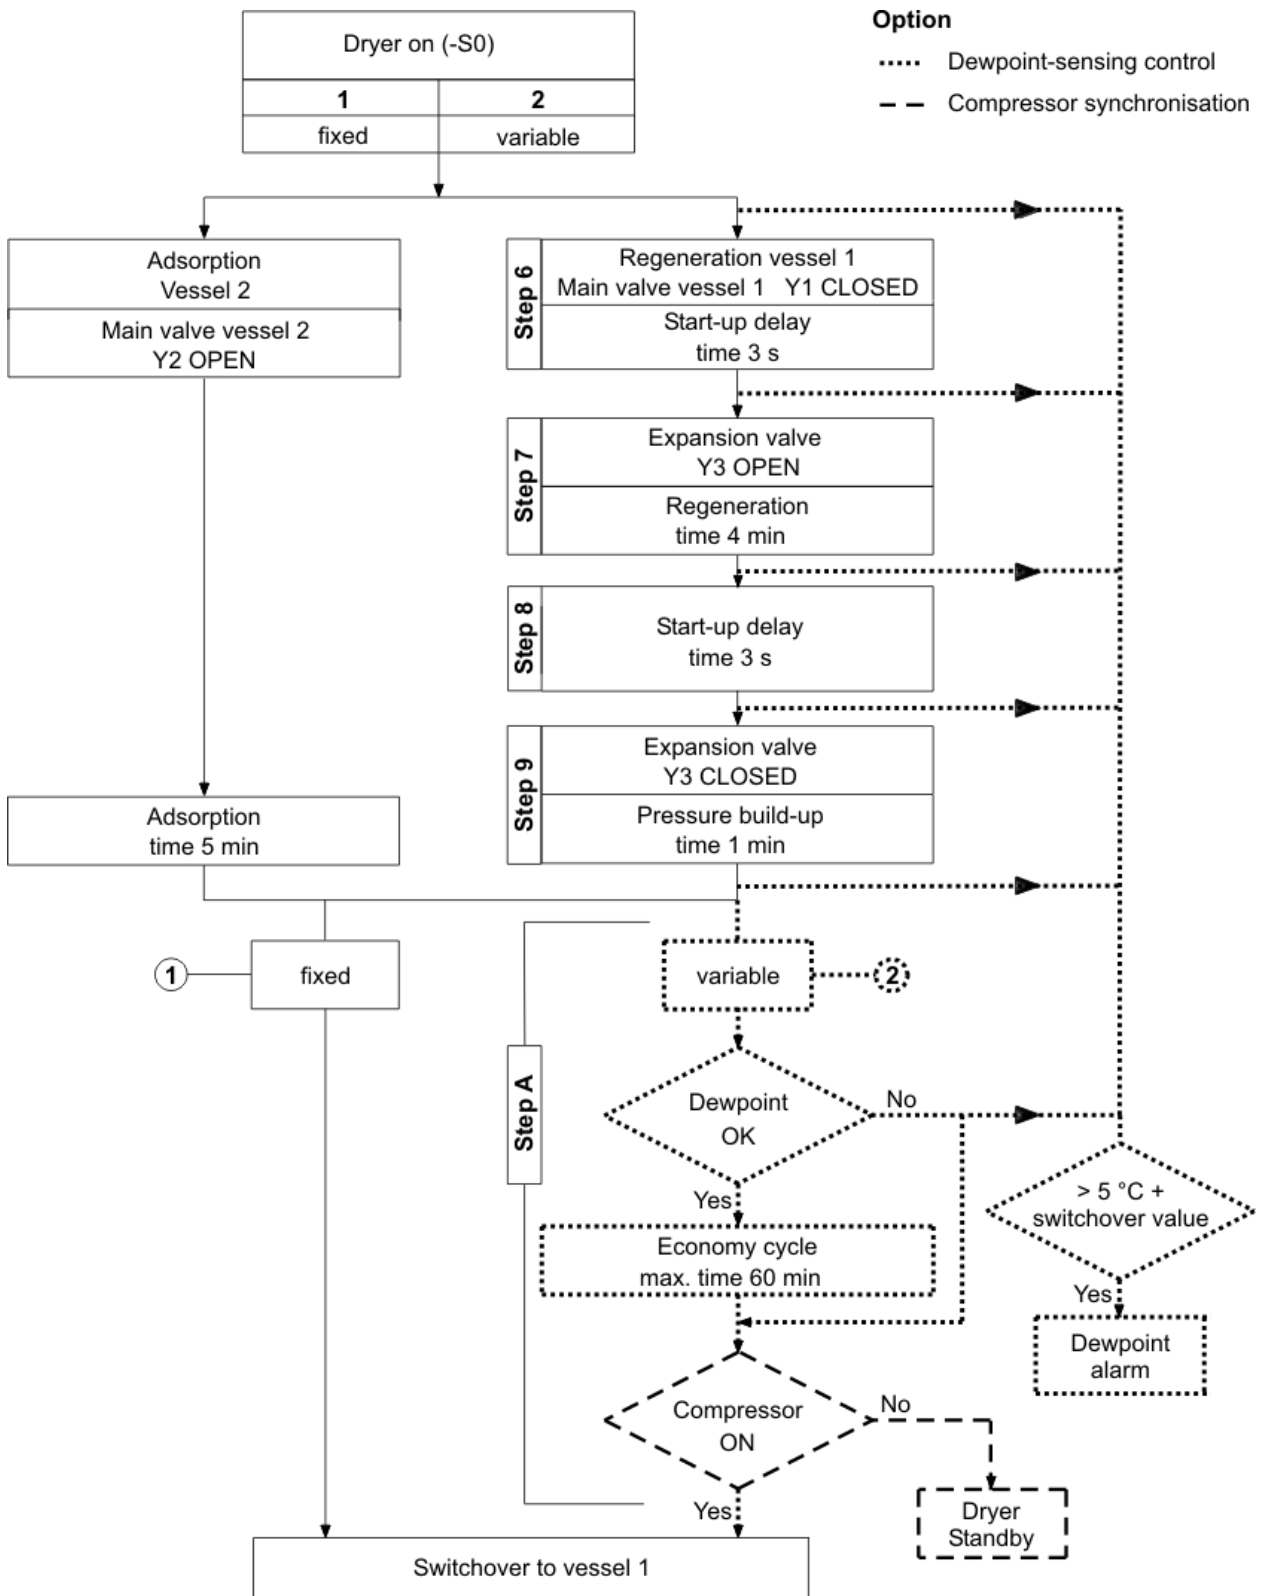 Option
Dewpoint-sensing control
Compressor synchronisation
Dryer on (-S0)
1
2
fixed
variable
Adsorption
Vessel 2
Main valve vessel 2
Y2 OPEN
Step 6
Regeneration vessel 1
Main valve vessel 1 Y1 CLOSED
Start-up delay
time 3 s
Step 7
Expansion valve
Y3 OPEN
Regeneration
time 4 min
Step 8
Start-up delay
time 3 s
Step 9
Expansion valve
Y3 CLOSED
Pressure build-up
time 1 min
Adsorption
time 5 min
1
fixed
variable
2
Step A
Dewpoint
OK
No
Yes
> 5 °C +
switchover value
Economy cycle
max. time 60 min
Yes
Dewpoint
alarm
Compressor
ON
No
Yes
Dryer
Standby
Switchover to vessel 1